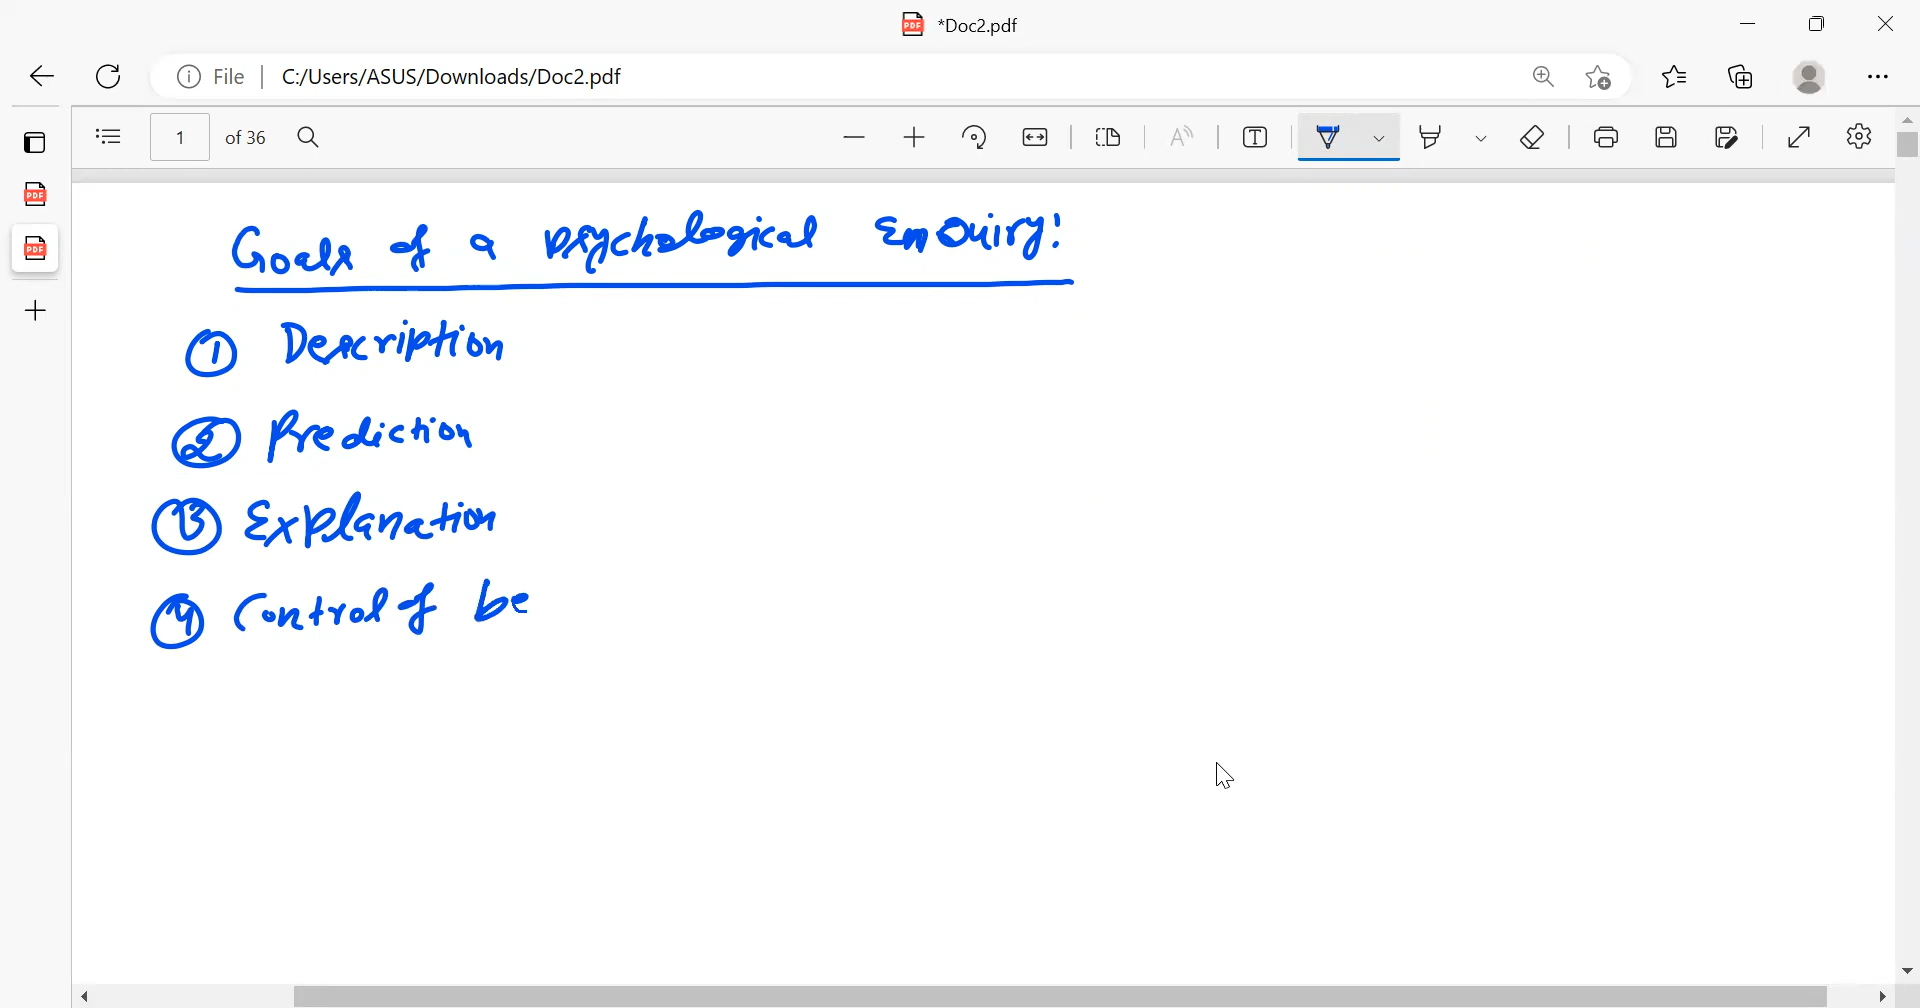 *Doc2.pdf
File C:/Users/ASUS/Downloads/Doc2.pdf
1 of 36
Goals of a psychological Enquiry:
① Description
② Prediction
③ Explanation
④ Control of be